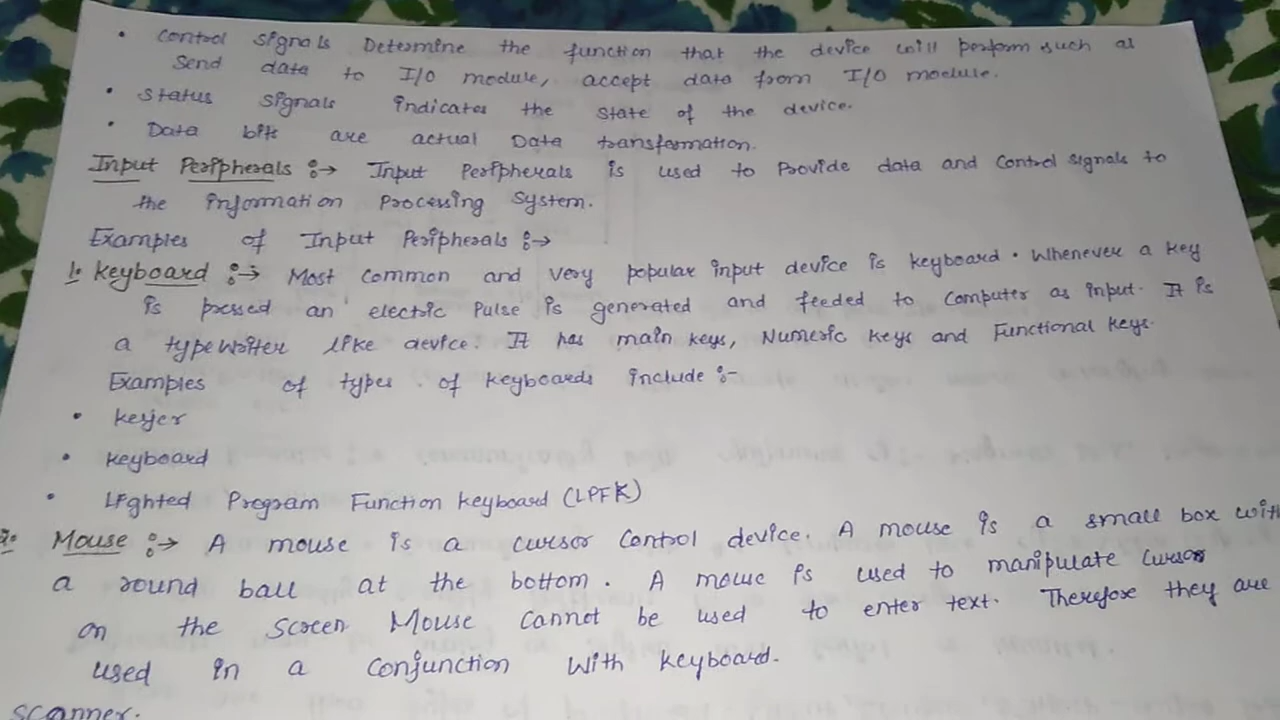 • Control signals Determine the function that the device will perform such as
Send data to I/O module, accept data from I/O module.
• Status signals indicates the state of the device.
• Data bits are actual Data transformation.
Input Peripherals :→ Input Peripherals is used to Provide data and Control signals to
the information Processing System.
Examples of Input Peripherals :→
1. Keyboard :→ Most Common and very popular input device is keyboard. Whenever a key
is pressed an electric Pulse is generated and feeded to Computer as input. It is
a typewriter like device. It has main keys, Numeric keys and Functional keys.
Examples of types of keyboards include :-
• keyer
• keyboard
• Lighted Program Function keyboard (LPFK)
2. Mouse :→ A mouse is a cursor Control device. A mouse is a small box with
a round ball at the bottom. A mouse is used to manipulate Cursor
on the screen Mouse Cannot be used to enter text. Therefore they are
used in a Conjunction With keyboard.
Scanner.